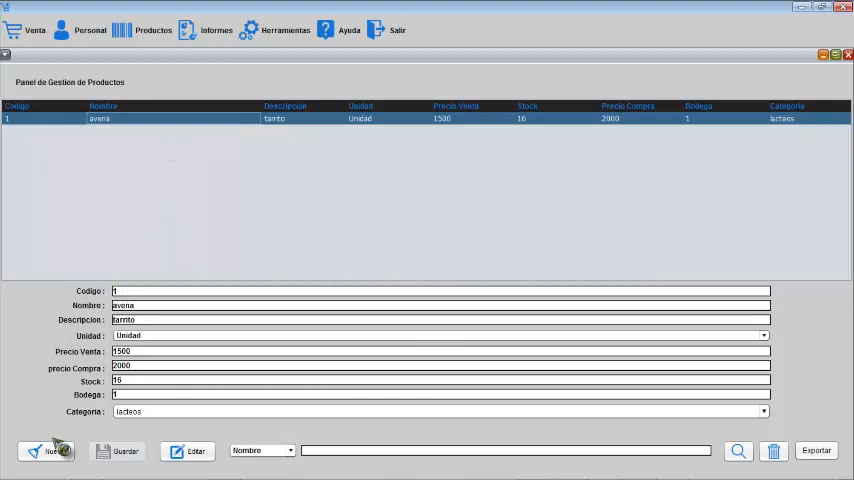 Venta Personal Productos Informes Herramientas Ayuda Salir
Panel de Gestion de Productos
Codigo Nombre Descripcion Unidad Precio Venta Stock Precio Compra Bodega Categoria
1 avena tarrito Unidad 1500 16 2000 1 lacteos
Codigo : 1
Nombre : avena
Descripcion : tarrito
Unidad : Unidad
Precio Venta : 1500
precio Compra : 2000
Stock : 16
Bodega : 1
Categoria : lacteos
Guardar Editar Nombre Exportar